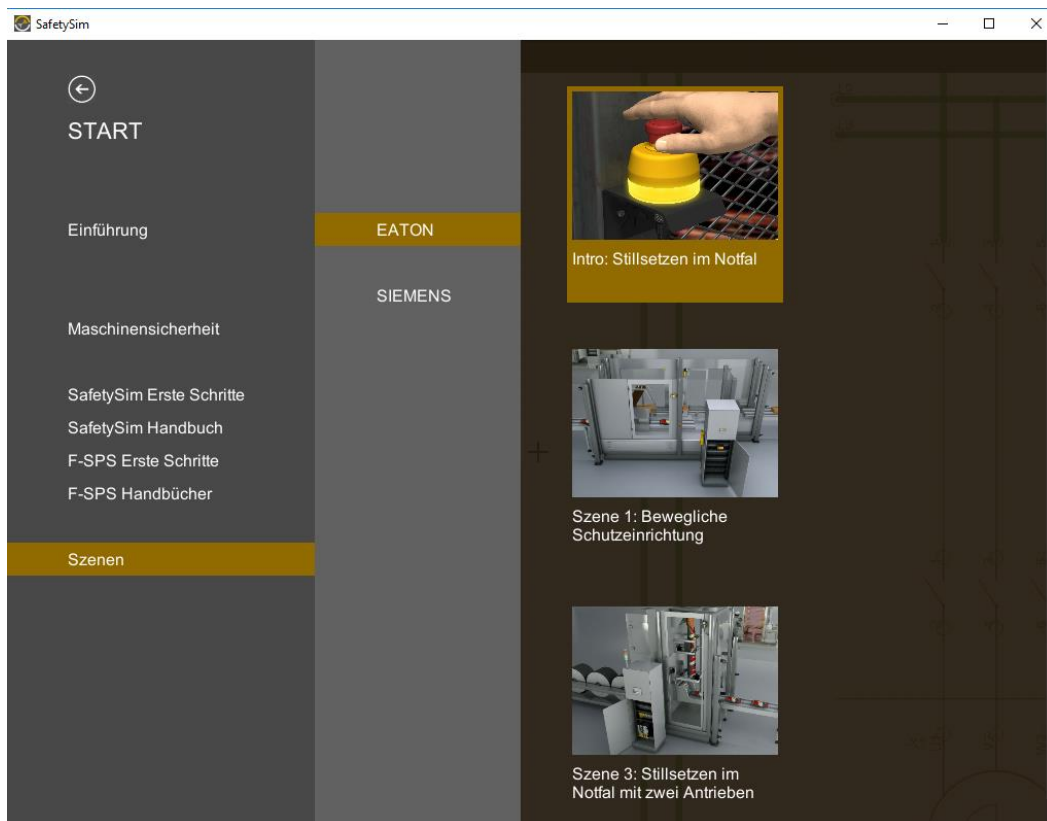 SafetySim
START
Einführung
Maschinensicherheit
SafetySim Erste Schritte
SafetySim Handbuch
F-SPS Erste Schritte
F-SPS Handbücher
Szenen
EATON
SIEMENS
Intro: Stillsetzen im Notfal
Szene 1: Bewegliche
Schutzeinrichtung
Szene 3: Stillsetzen im
Notfal mit zwei Antrieben